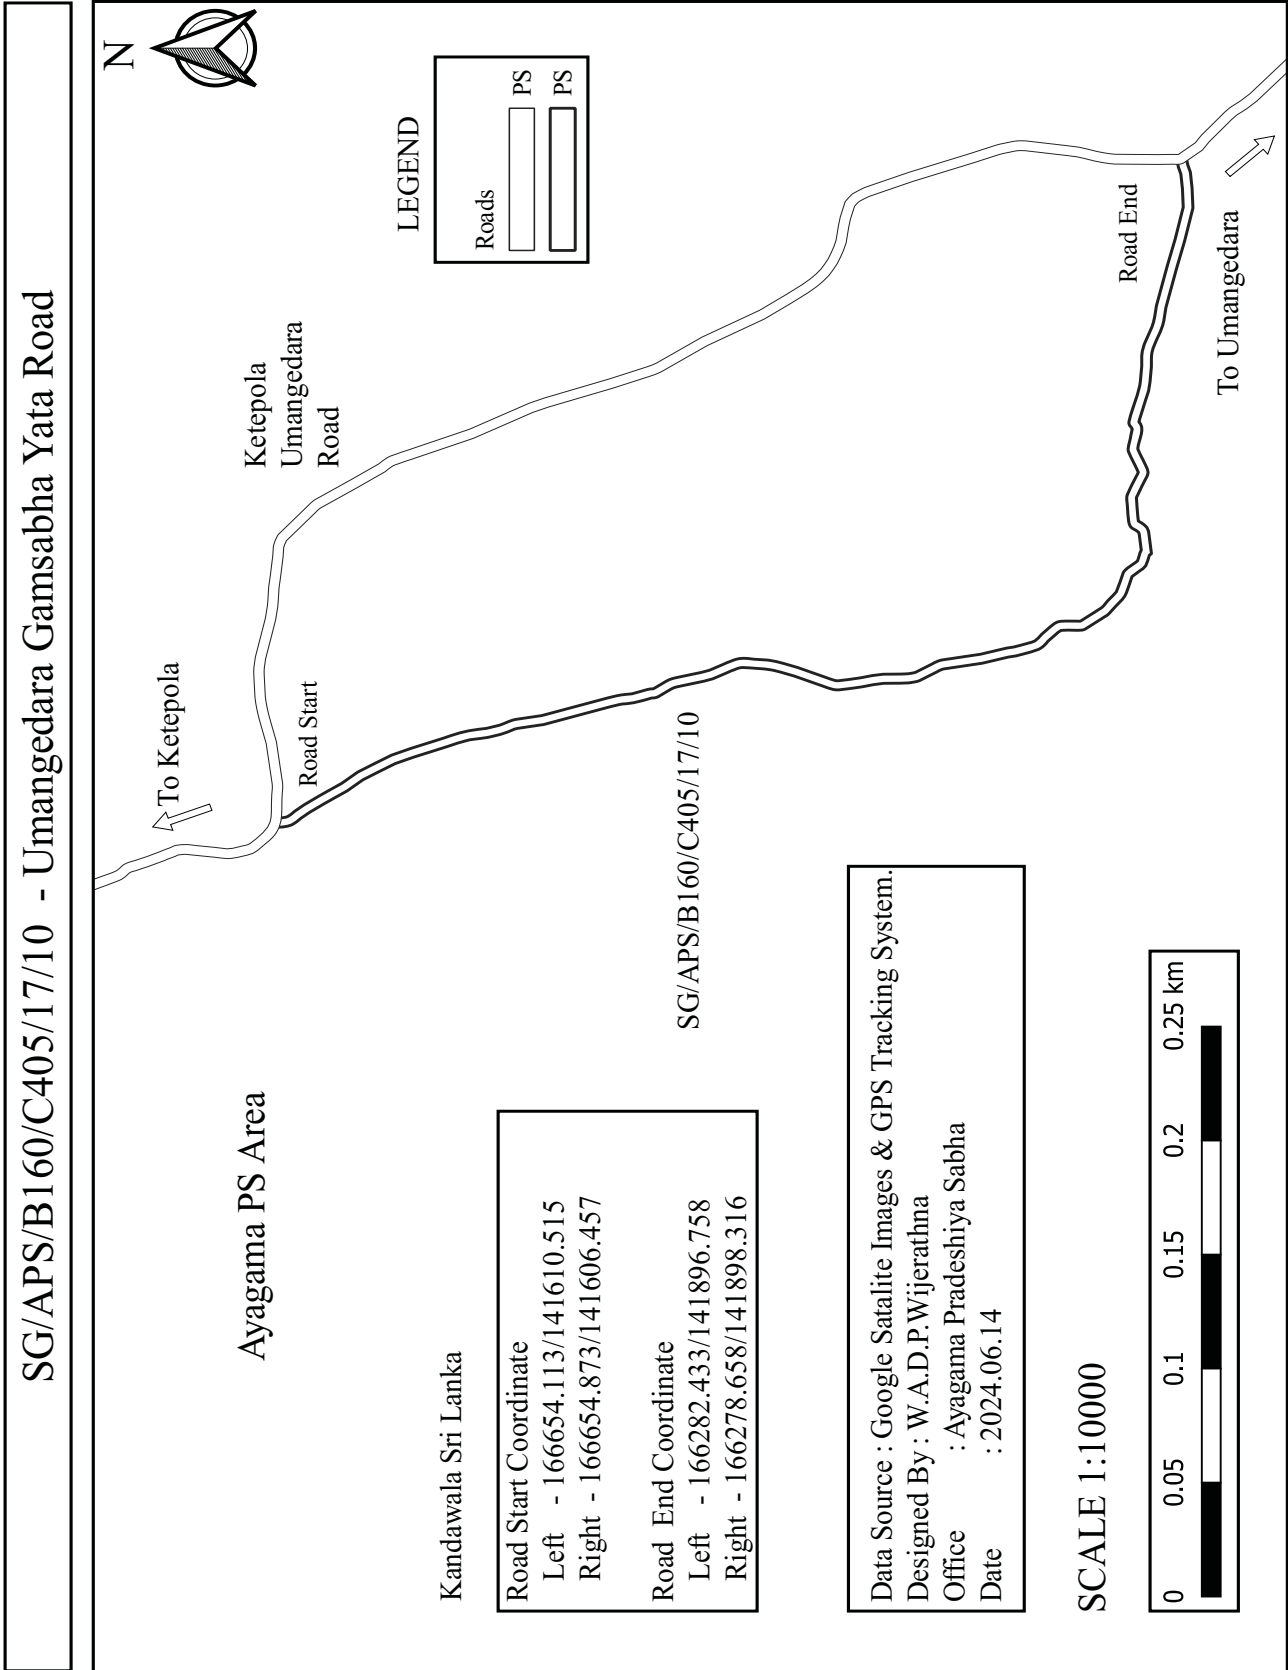 SG/APS/B160/C405/17/10 - Umangedara Gamsabha Yata Road
N
Ayagama PS Area
To Ketepola
Ketepola
Umangedara
Road
Road Start
LEGEND
Roads
PS
PS
Kandawala Sri Lanka
Road Start Coordinate
Left - 166654.113/141610.515
Right - 166654.873/141606.457
Road End Coordinate
Left - 166282.433/141896.758
Right - 166278.658/141898.316
SG/APS/B160/C405/17/10
Data Source : Google Satalite Images & GPS Tracking System.
Designed By : W.A.D.P.Wijerathna
Office : Ayagama Pradeshiya Sabha
Date : 2024.06.14
Road End
To Umangedara
SCALE 1:10000
0 0.05 0.1 0.15 0.2 0.25 km